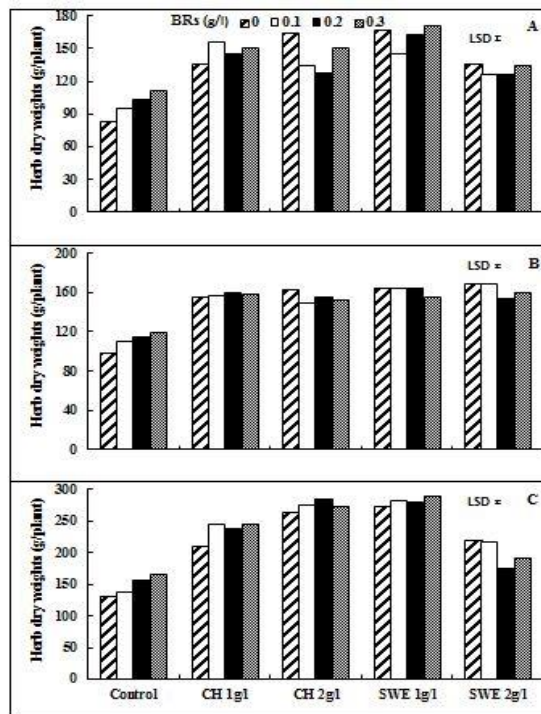 BRs (g/l) 0 0.1 0.2 0.3
A
LSD
Herb dry weights (g/plant)
180
150
120
90
60
30
0
B
LSD
Herb dry weights (g/plant)
200
160
120
80
40
0
C
LSD
Herb dry weights (g/plant)
300
250
200
150
100
50
0
Control CH 1g/l CH 2g/l SWE 1g/l SWE 2g/l